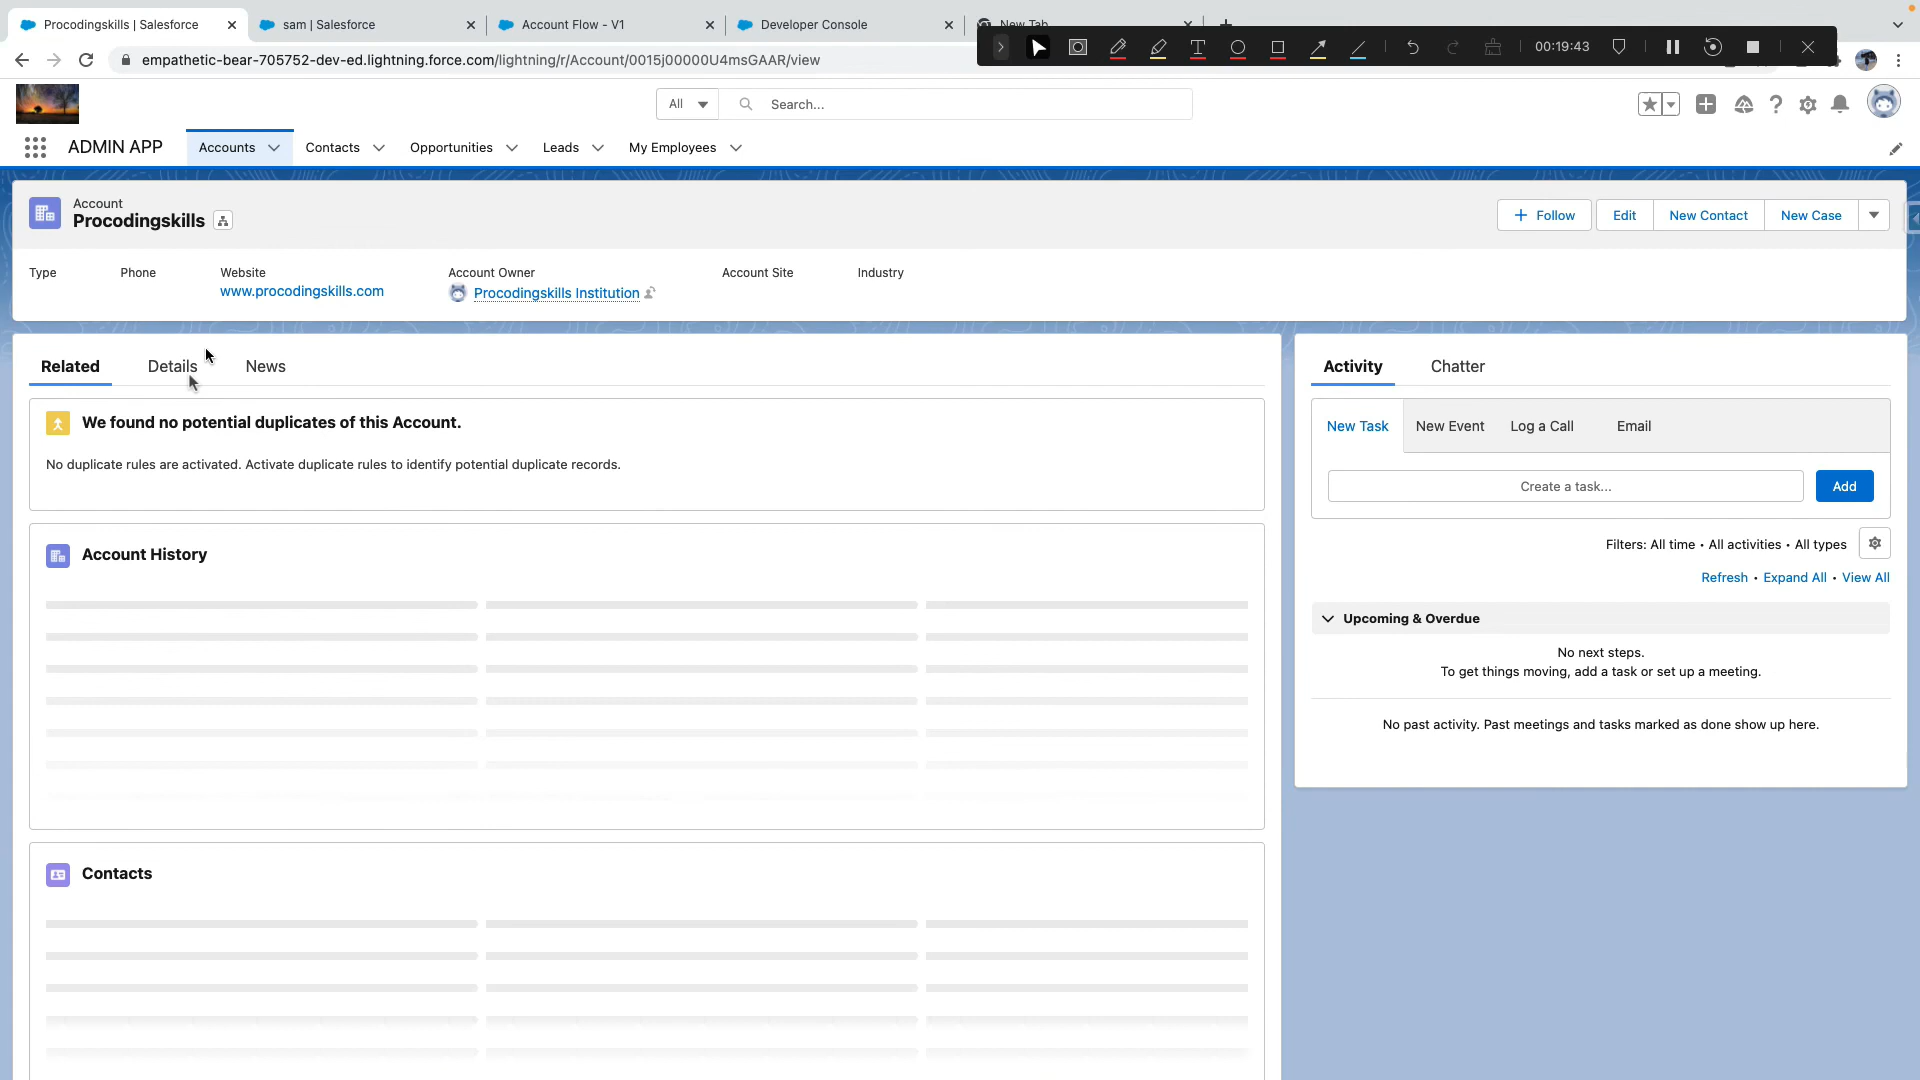 Procodingskills | Salesforce
sam | Salesforce
Account Flow - V1
Developer Console
New Tab
empathetic-bear-705752-dev-ed.lightning.force.com/lightning/r/Account/0015j00000U4msGAAR/view
00:19:43
All
Search...
ADMIN APP
Accounts
Contacts
Opportunities
Leads
My Employees
Account
Procodingskills
Follow
Edit
New Contact
New Case
Type
Phone
Website
www.procodingskills.com
Account Owner
Procodingskills Institution
Account Site
Industry
Related
Details
News
We found no potential duplicates of this Account.
No duplicate rules are activated. Activate duplicate rules to identify potential duplicate records.
Account History
Contacts
Activity
Chatter
New Task
New Event
Log a Call
Email
Create a task...
Add
Filters: All time • All activities • All types
Refresh • Expand All • View All
Upcoming & Overdue
No next steps.
To get things moving, add a task or set up a meeting.
No past activity. Past meetings and tasks marked as done show up here.